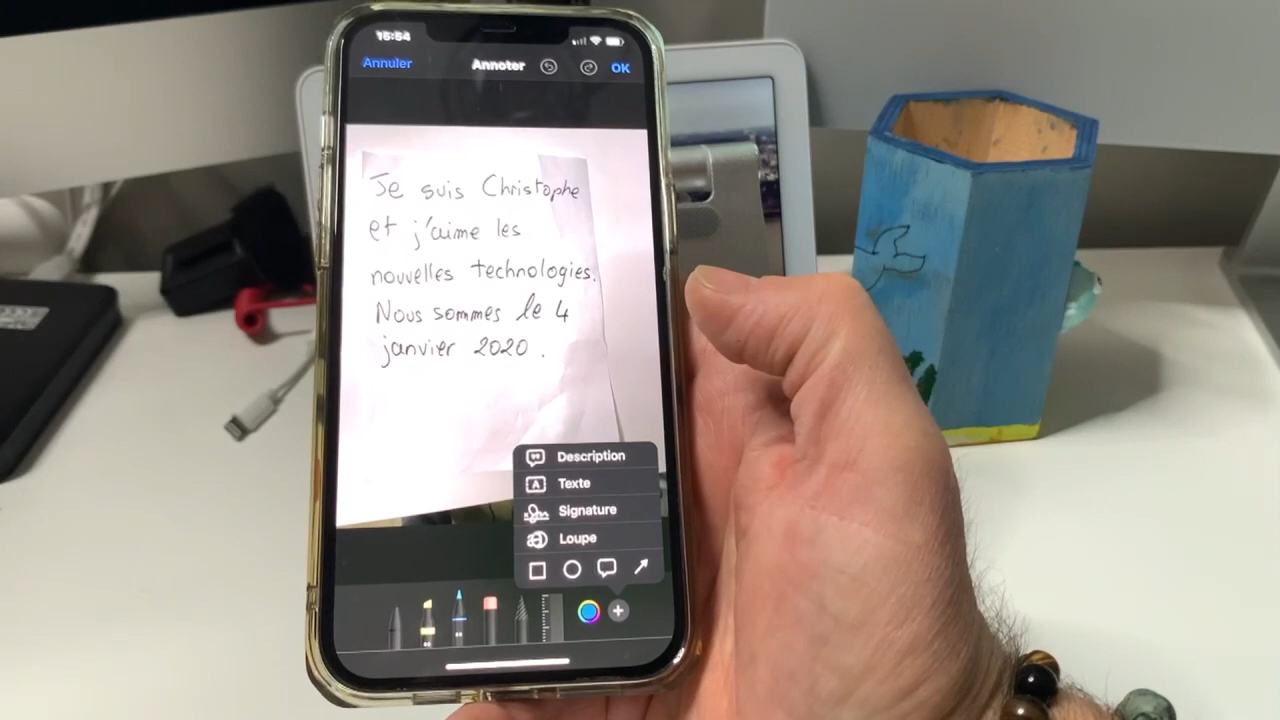 15:54
Annuler Annoter OK
Je suis Christophe
et j'aime les
nouvelles technologies.
Nous sommes le 4
janvier 2020.
Description
A Texte
Signature
Loupe